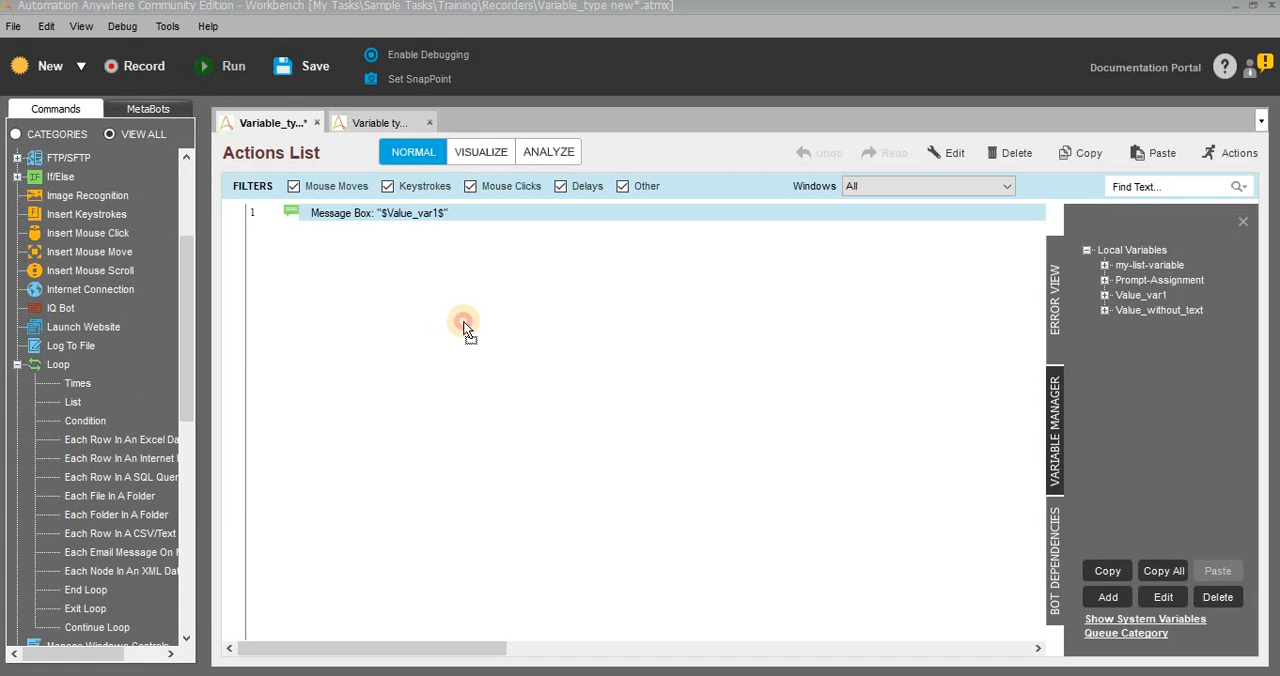 Automation Anywhere Community Edition - Workbench [My Tasks\Sample Tasks\Training\Recorders\Variable_type new*.atmx]
File Edit View Debug Tools Help
New Record Run Save
Enable Debugging
Set SnapPoint
Documentation Portal
Commands MetaBots
CATEGORIES VIEW ALL
FTP/SFTP
If/Else
Image Recognition
Insert Keystrokes
Insert Mouse Click
Insert Mouse Move
Insert Mouse Scroll
Internet Connection
IQ Bot
Launch Website
Log To File
Loop
Times
List
Condition
Each Row In An Excel Da
Each Row In An Internet
Each Row In A SQL Quer
Each File In A Folder
Each Folder In A Folder
Each Row In A CSV/Text
Each Email Message On
Each Node In An XML Dat
End Loop
Exit Loop
Continue Loop
Manage Windows Controls
Variable_ty...* Variable ty...
Actions List NORMAL VISUALIZE ANALYZE Undo Redo Edit Delete Copy Paste Actions
FILTERS Mouse Moves Keystrokes Mouse Clicks Delays Other Windows All Find Text...
1 Message Box: "$Value_var1$"
ERROR VIEW
VARIABLE MANAGER
BOT DEPENDENCIES
Local Variables
my-list-variable
Prompt-Assignment
Value_var1
Value_without_text
Copy Copy All Paste
Add Edit Delete
Show System Variables
Queue Category